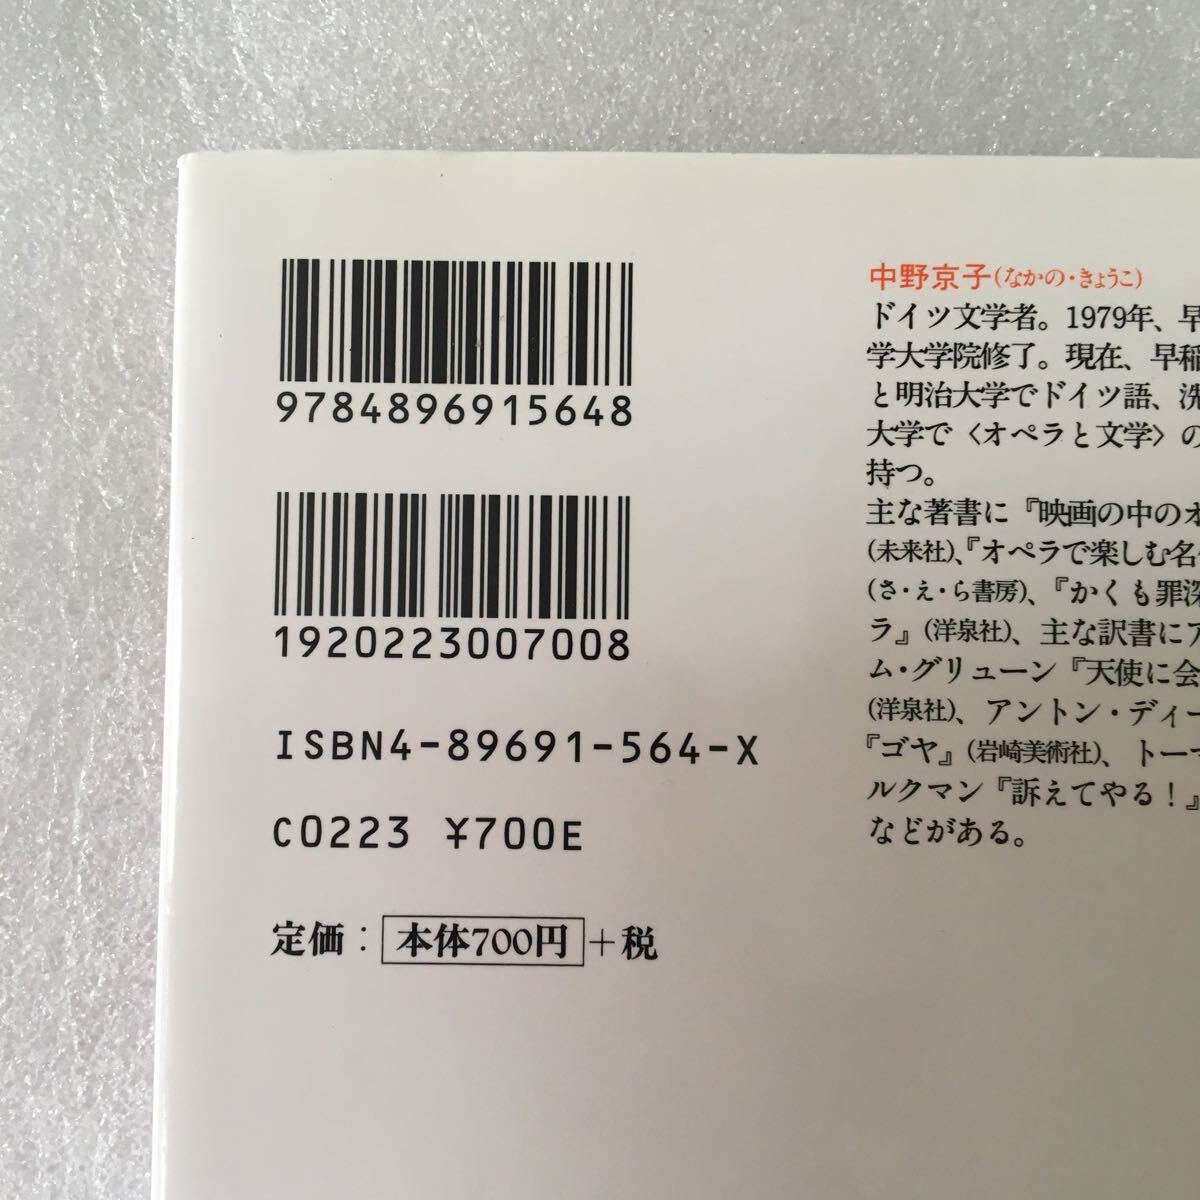 9784896915648
1920223007008
ISBN4-89691-564-X
C0223 ¥700E
定価：本体700円＋税
中野京子(なかの・きょうこ)
ドイツ文学者。1979年、早
学大学院修了。現在、早稲
と明治大学でドイツ語、洗
大学で〈オペラと文学〉の
持つ。
主な著書に『映画の中のオ
(未来社)、『オペラで楽しむ名
(さ・え・ら書房)、『かくも罪深
ラ』(洋泉社)、主な訳書にア
ム・グリューン『天使に会
(洋泉社)、アントン・ディー
『ゴヤ』(岩崎美術社)、トーマ
ルクマン『訴えてやる！』
などがある。